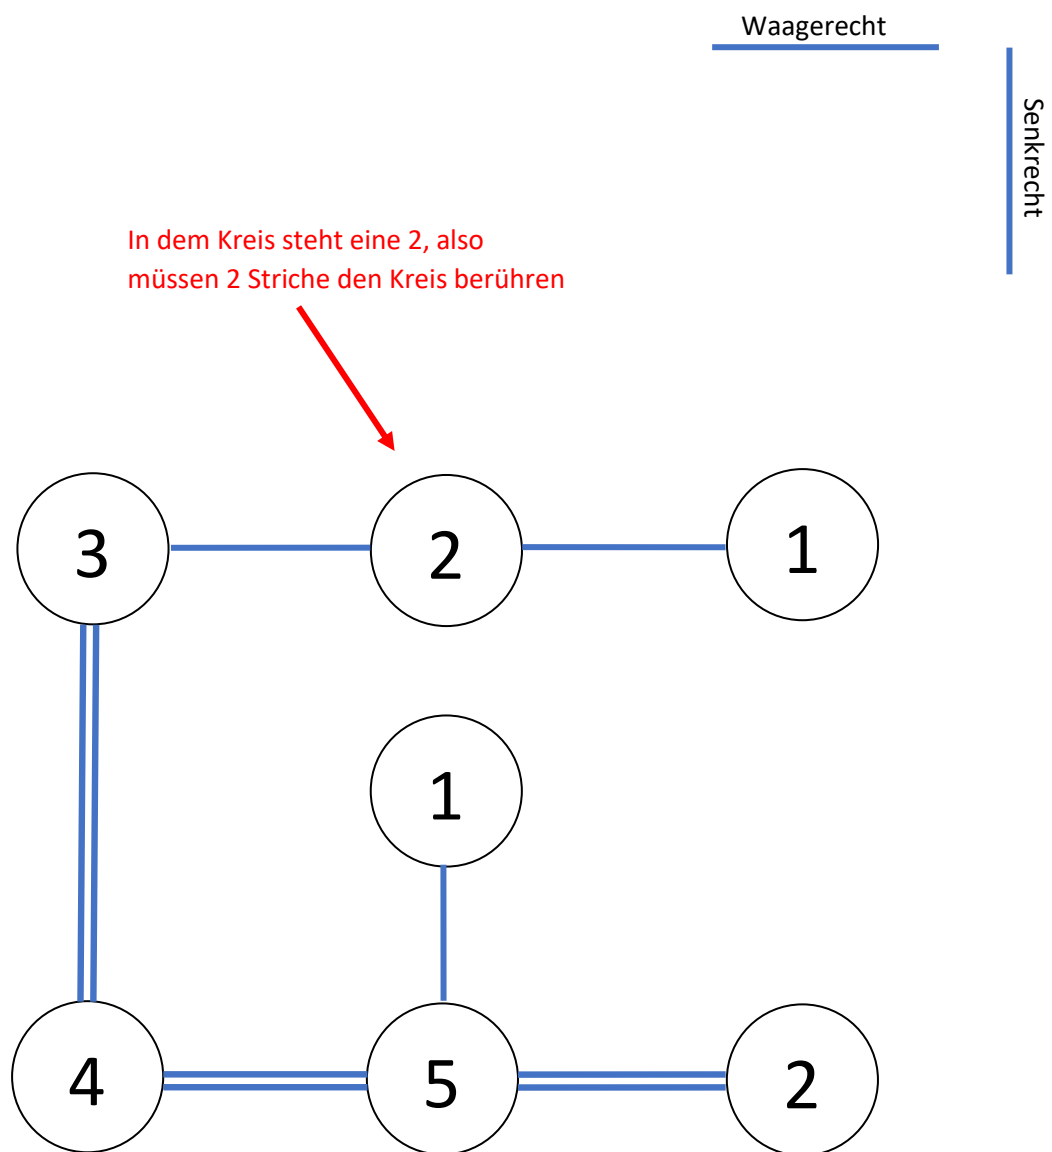 Waagerecht
Senkrecht
In dem Kreis steht eine 2, also
müssen 2 Striche den Kreis berühren
3 2 1
1
4 5 2